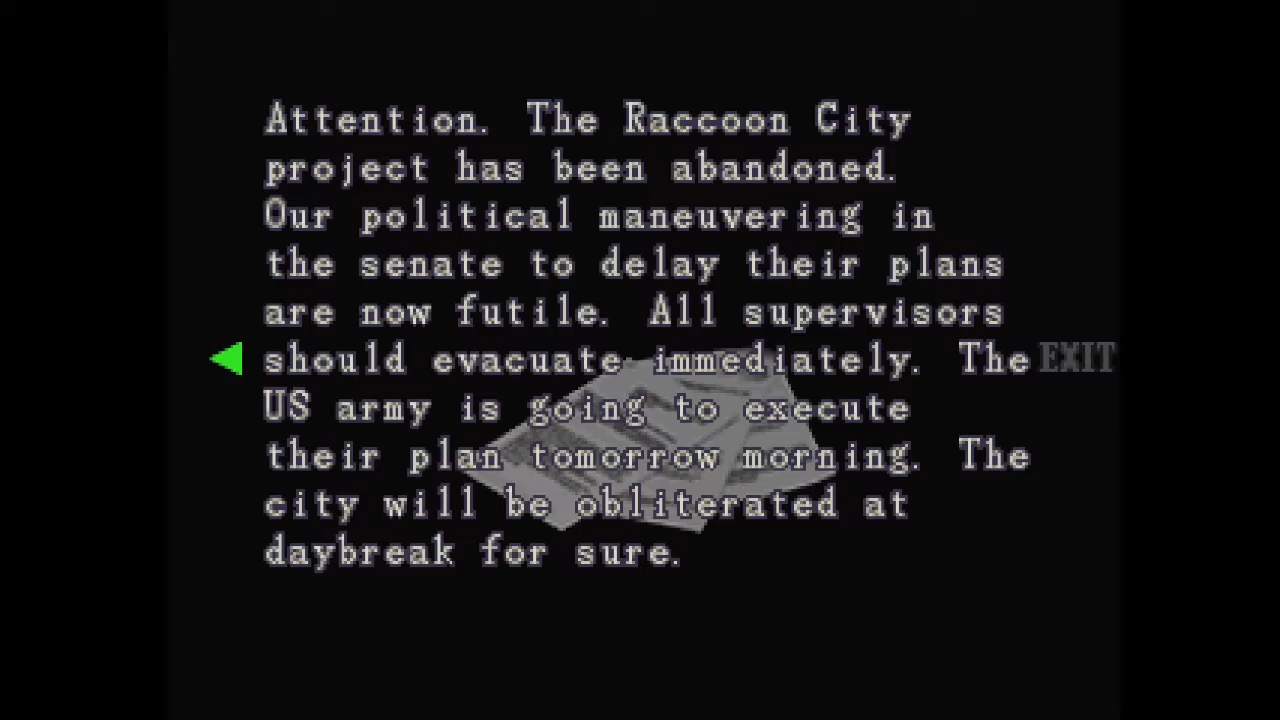 Attention. The Raccoon City
project has been abandoned.
Our political maneuvering in
the senate to delay their plans
are now futile. All supervisors
should evacuate immediately. The
EXIT
US army is going to execute
their plan tomorrow morning. The
city will be obliterated at
daybreak for sure.